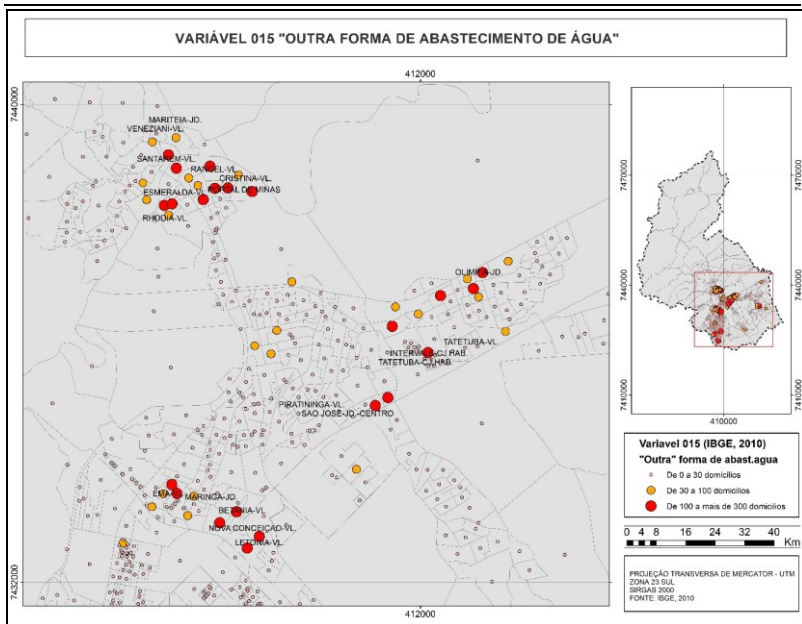 VARIÁVEL 015 "OUTRA FORMA DE ABASTECIMENTO DE ÁGUA"
412000
7440000
MARITEIA-JD.
VENEZIANI-VL.
SANTAREM-VL.
RANGEL-VL.
CRISTINA-VL.
ESMERALDA-VL.
PORTAL DE MINAS
RHODIA-VL.
OLIMPIA-JD.
TATETUBA-VL.
INTERVALE-CJ.HAB.
TATETUBA-CJ.HAB.
PIRATININGA-VL.
SAO JOSE-JD.-CENTRO
EMA-JD.
MARINGA-JD.
BETANIA-VL.
NOVA CONCEIÇAO-VL.
LETONIA-VL.
7432000
412000
7470000
7470000
7440000
7440000
7410000
7410000
410000
Variavel 015 (IBGE, 2010)
"Outra" forma de abast.agua
De 0 a 30 domicílios
De 30 a 100 domicilios
De 100 a mais de 300 domicilios
0 4 8 16 24 32 40
Km
PROJEÇÃO TRANSVERSA DE MERCATOR - UTM
ZONA 23 SUL
SIRGAS 2000
FONTE: IBGE, 2010